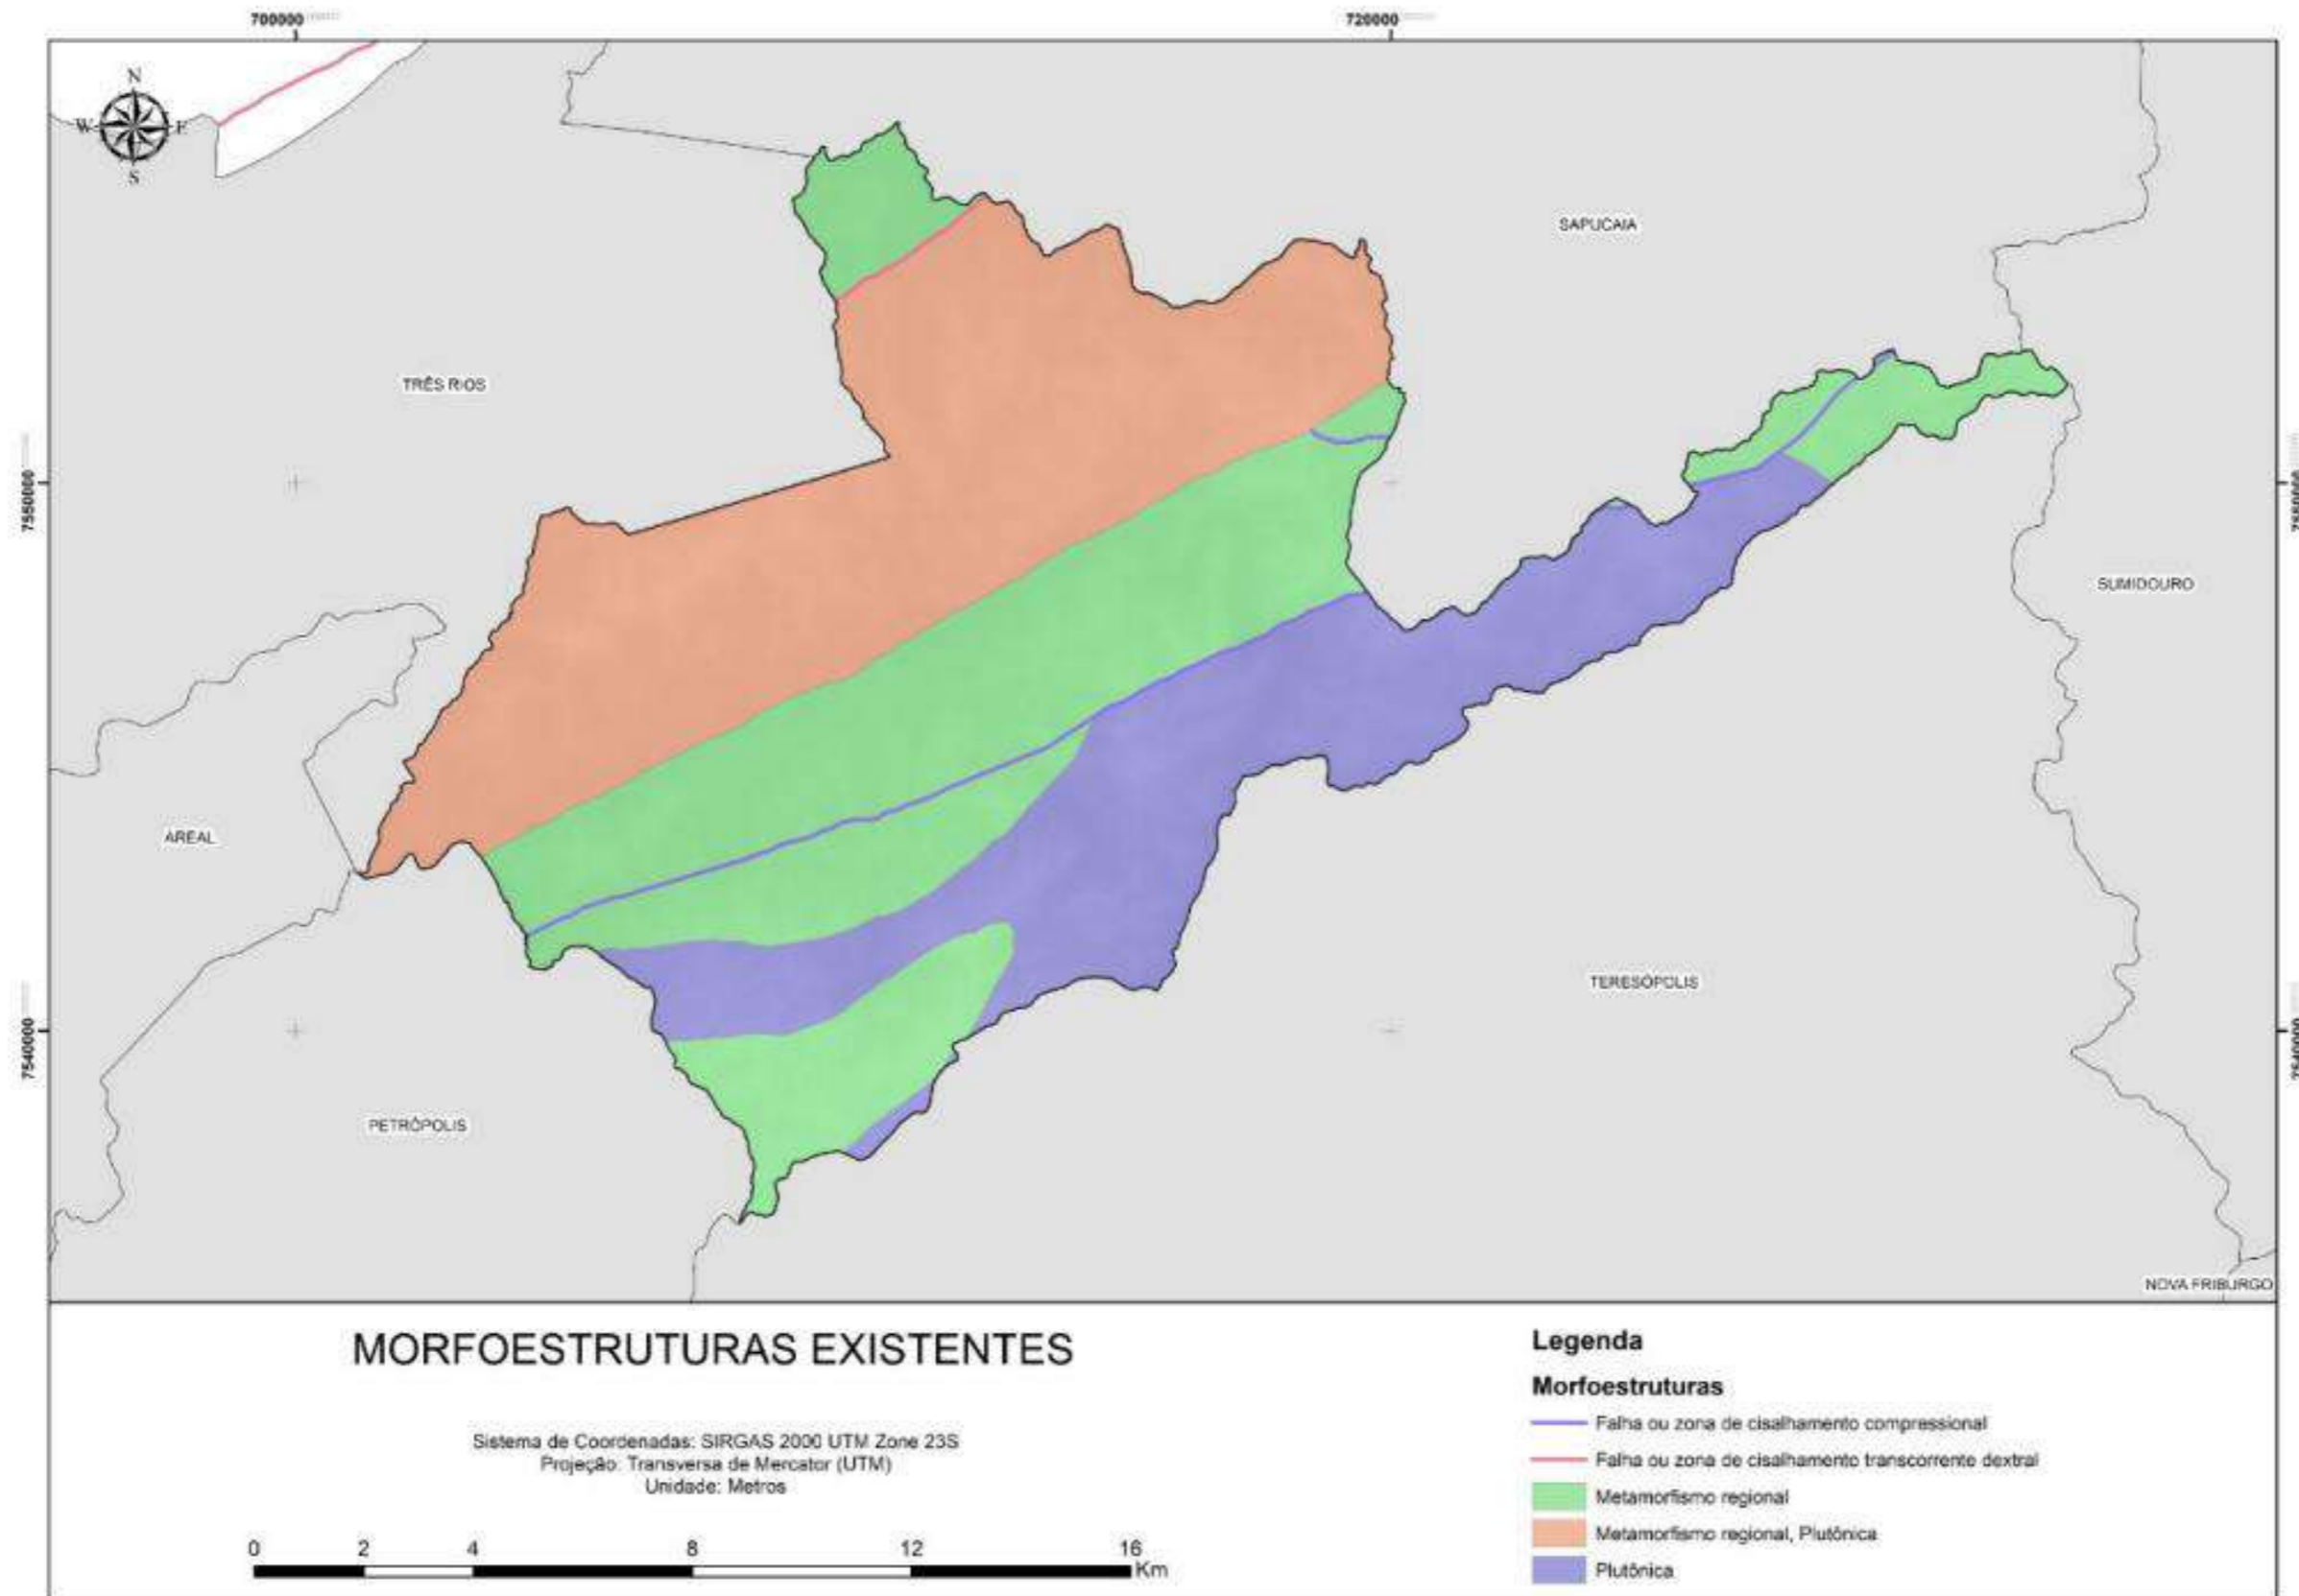 700000
720000
N
W
E
S
SAPUCAIA
TRÊS RIOS
7550000
SUMIDOURO
AREAL
TERESÓPOLIS
7540000
PETRÓPOLIS
NOVA FRIBURGO
MORFOESTRUTURAS EXISTENTES
Sistema de Coordenadas: SIRGAS 2000 UTM Zone 23S
Projeção: Transversa de Mercator (UTM)
Unidade: Metros
0 2 4 8 12 16
Km
Legenda
Morfoestruturas
Falha ou zona de cisalhamento compressional
Falha ou zona de cisalhamento transcorrente dextral
Metamorfismo regional
Metamorfismo regional, Plutônica
Plutônica